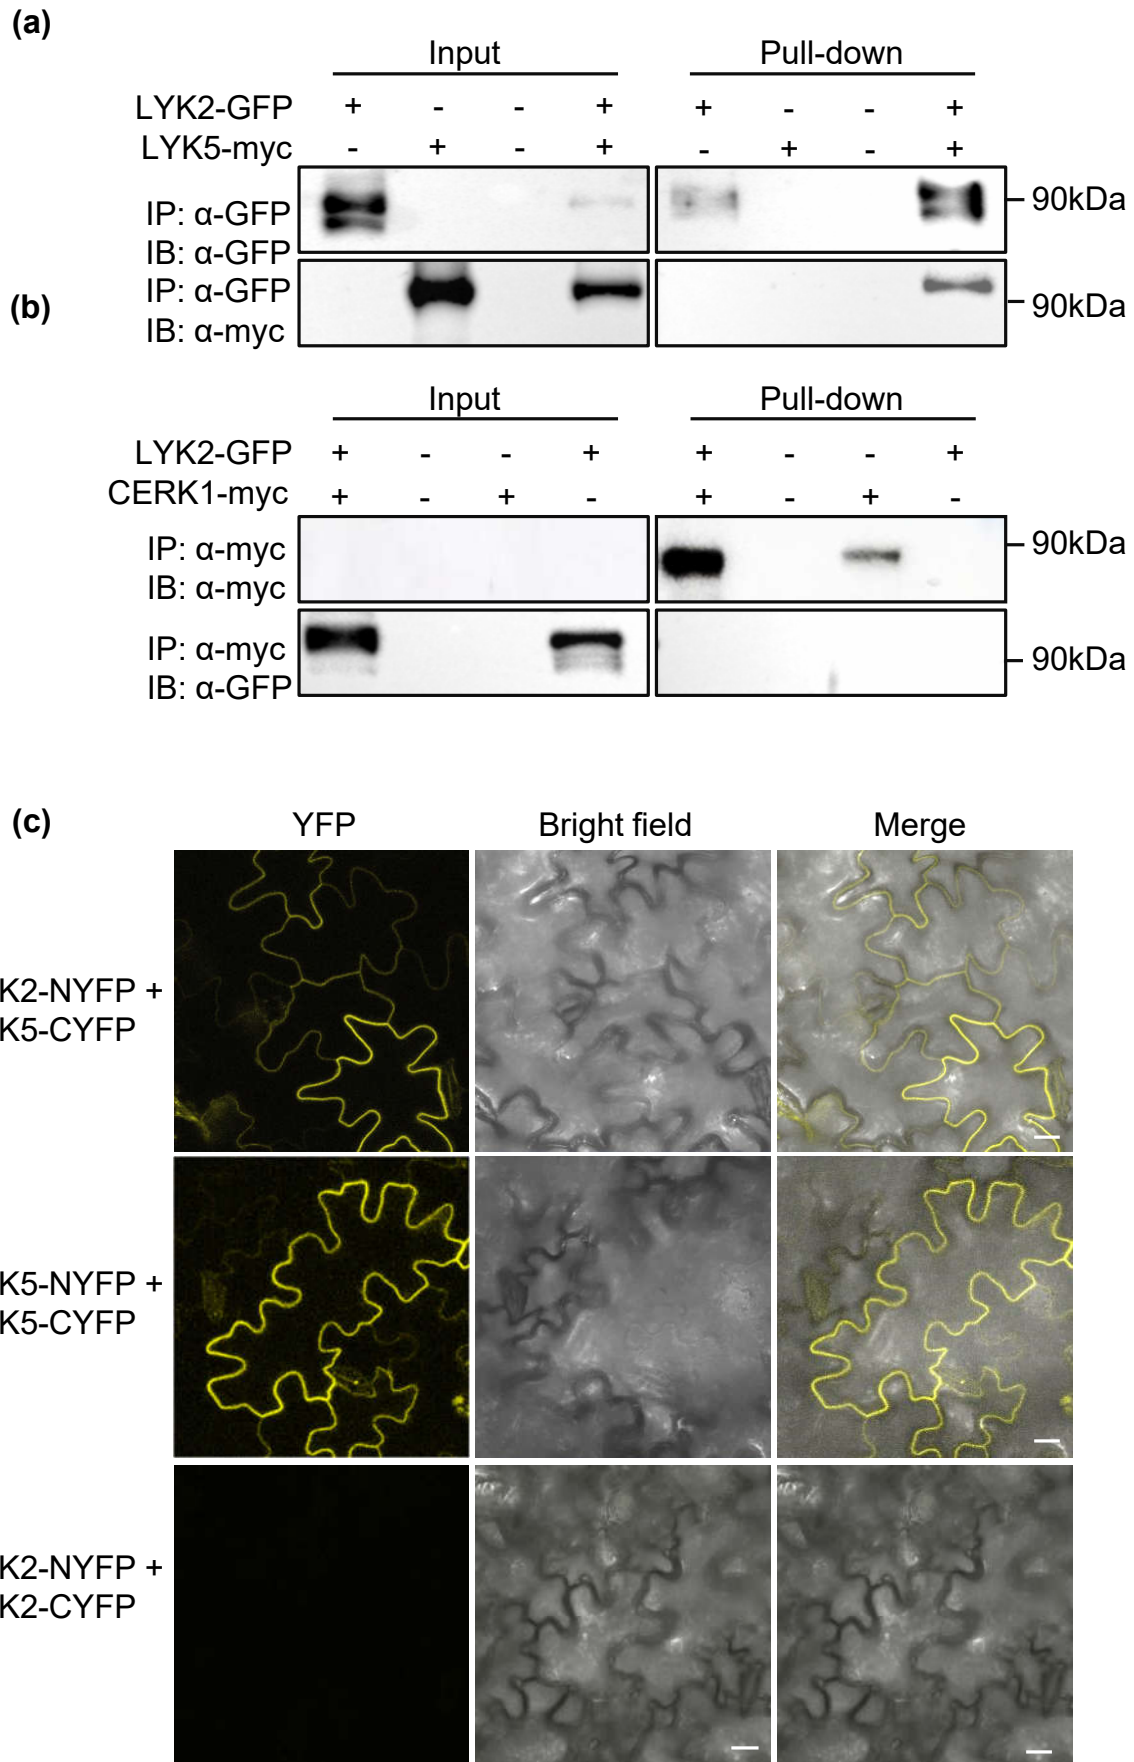 (a)
Input Pull-down
LYK2-GFP + - - + + - - +
LYK5-myc - + - + - + - +
IP: α-GFP
IB: α-GFP
90kDa
IP: α-GFP
IB: α-myc
90kDa
(b)
Input Pull-down
LYK2-GFP + - - + + - - +
CERK1-myc + - + - + - + -
IP: α-myc
IB: α-myc
90kDa
IP: α-myc
IB: α-GFP
90kDa
(c)
YFP Bright field Merge
K2-NYFP +
K5-CYFP
K5-NYFP +
K5-CYFP
K2-NYFP +
K2-CYFP